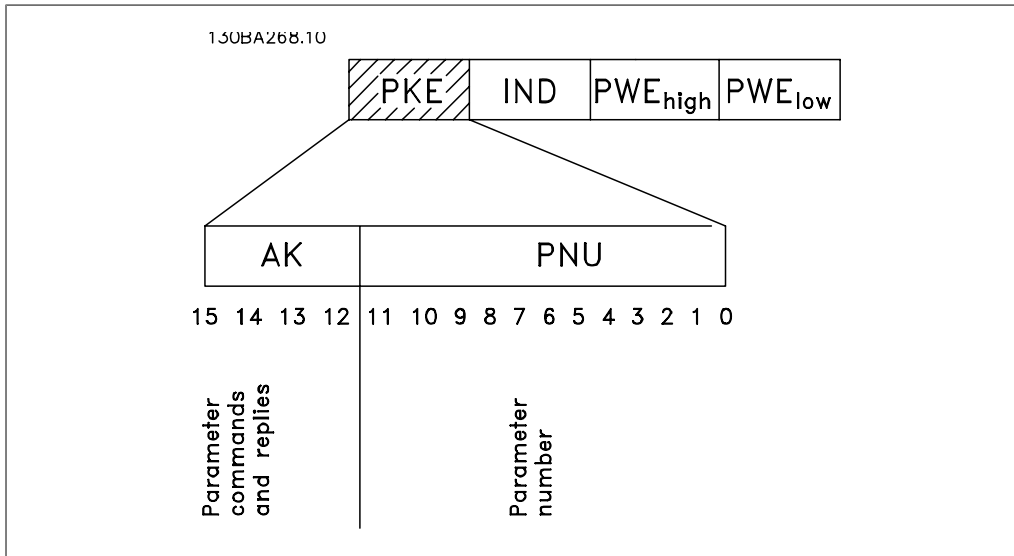 130BA268.10
PKE IND PWEhigh PWElow
AK PNU
15 14 13 12 11 10 9 8 7 6 5 4 3 2 1 0
Parameter
commands
and replies
Parameter
number